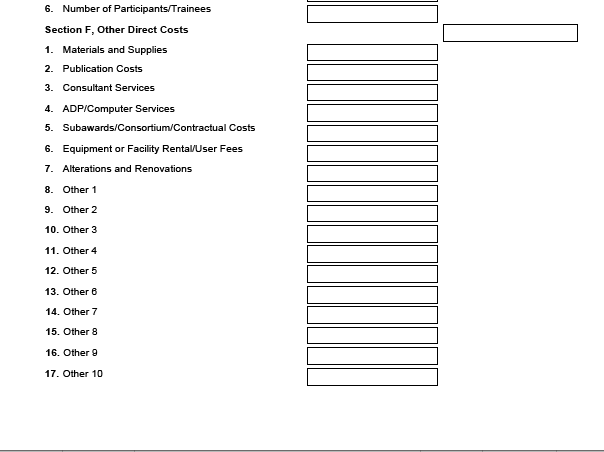 6. Number of Participants/Trainees
Section F, Other Direct Costs
1. Materials and Supplies
2. Publication Costs
3. Consultant Services
4. ADP/Computer Services
5. Subawards/Consortium/Contractual Costs
6. Equipment or Facility Rental/User Fees
7. Alterations and Renovations
8. Other 1
9. Other 2
10. Other 3
11. Other 4
12. Other 5
13. Other 6
14. Other 7
15. Other 8
16. Other 9
17. Other 10